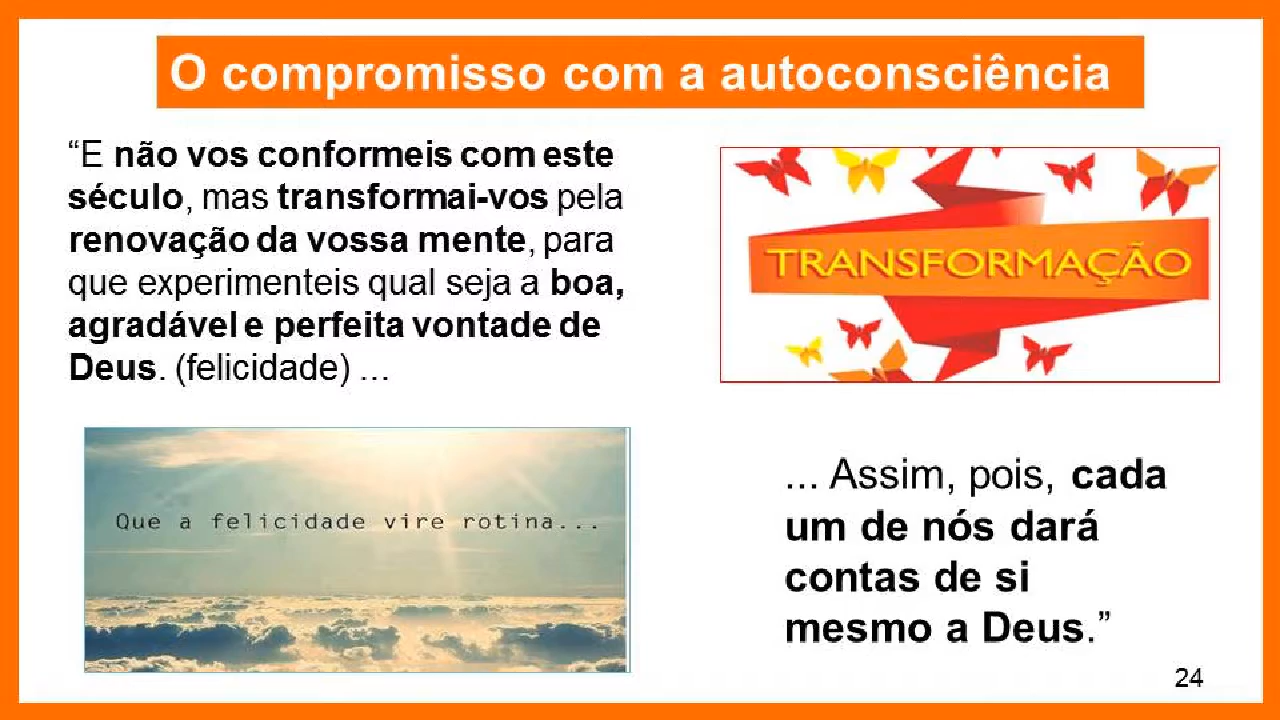 O compromisso com a autoconsciência
“E não vos conformeis com este
século, mas transformai-vos pela
renovação da vossa mente, para
que experimenteis qual seja a boa,
agradável e perfeita vontade de
Deus. (felicidade) ...
TRANSFORMAÇÃO
Que a felicidade vire rotina...
... Assim, pois, cada
um de nós dará
contas de si
mesmo a Deus.”
24